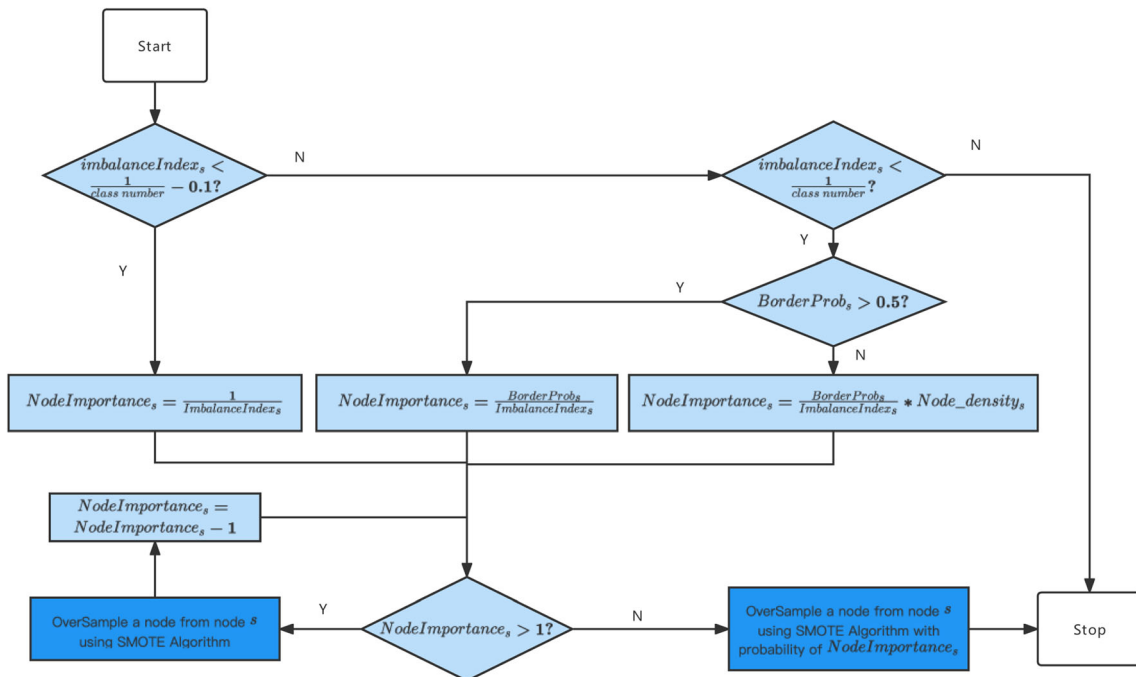 Start
imbalanceIndex_s <
1/class number − 0.1?
N
imbalanceIndex_s <
1/class number?
N
Y
Y
BorderProb_s > 0.5?
Y
N
NodeImportance_s = 1/ImbalanceIndex_s
NodeImportance_s = BorderProb_s/ImbalanceIndex_s
NodeImportance_s = BorderProb_s/ImbalanceIndex_s * Node_density_s
NodeImportance_s =
NodeImportance_s − 1
OverSample a node from node s
using SMOTE Algorithm
Y
NodeImportance_s > 1?
N
OverSample a node from node s
using SMOTE Algorithm with
probability of NodeImportance_s
Stop